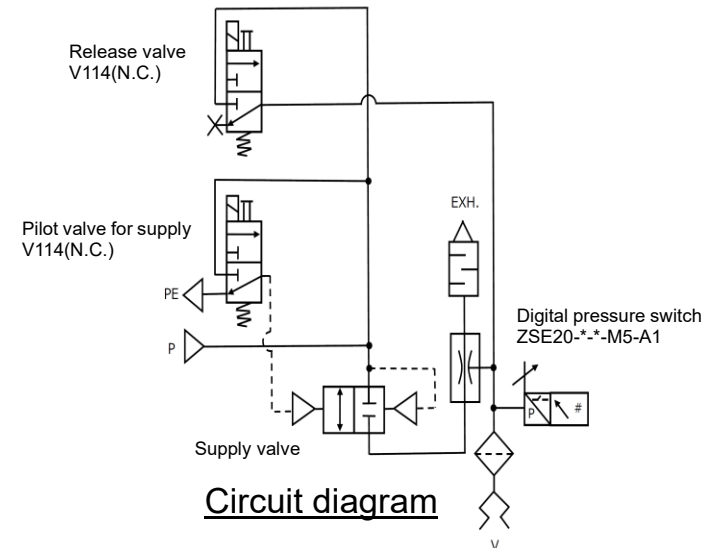 Release valve
V114(N.C.)
EXH.
Pilot valve for supply
V114(N.C.)
PE
P
Digital pressure switch
ZSE20-*-*-M5-A1
P
#
Supply valve
Circuit diagram
V